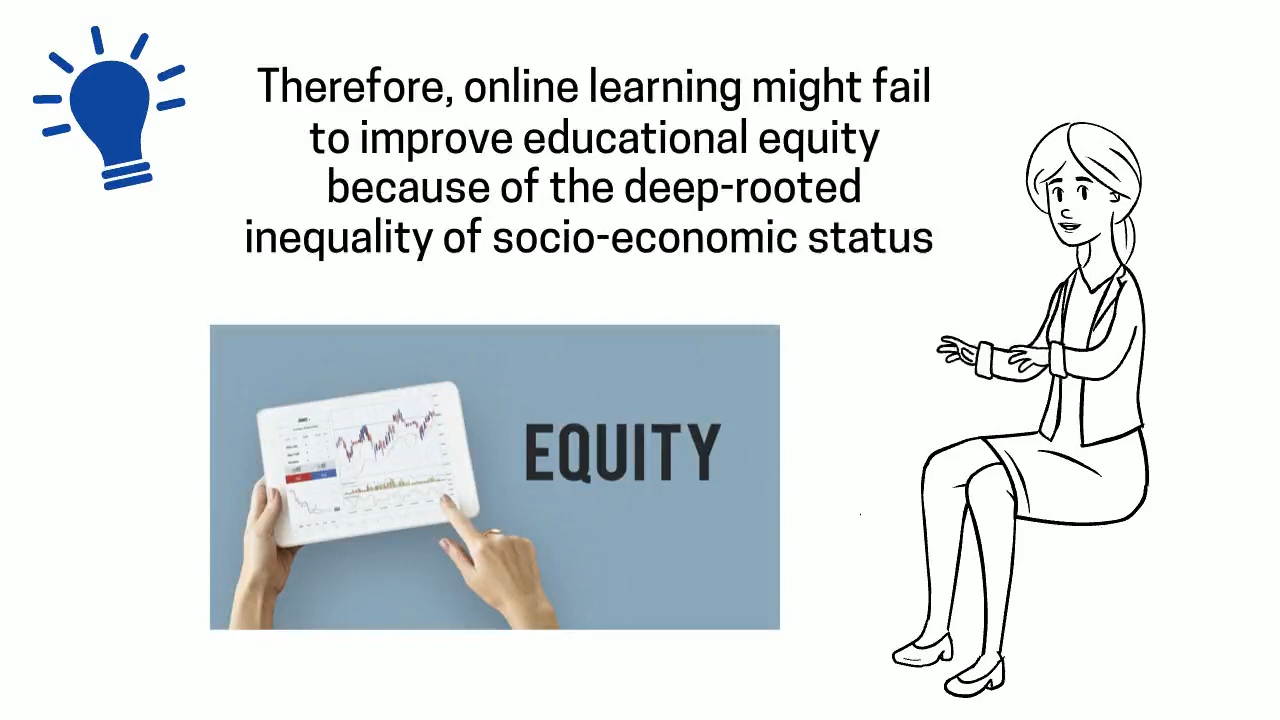 Therefore, online learning might fail
to improve educational equity
because of the deep-rooted
inequality of socio-economic status
EQUITY